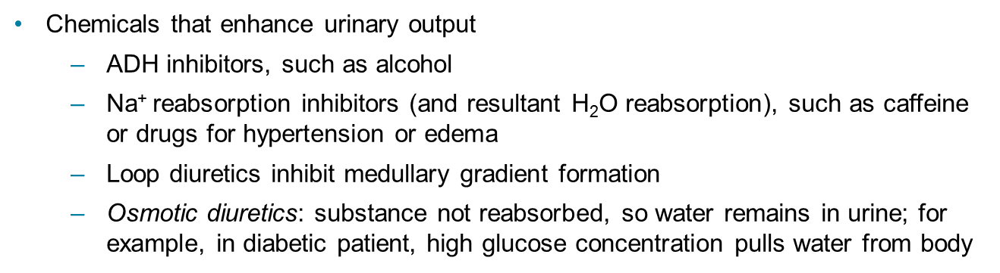 • Chemicals that enhance urinary output
– ADH inhibitors, such as alcohol
– Na⁺ reabsorption inhibitors (and resultant H₂O reabsorption), such as caffeine
or drugs for hypertension or edema
– Loop diuretics inhibit medullary gradient formation
– Osmotic diuretics: substance not reabsorbed, so water remains in urine; for
example, in diabetic patient, high glucose concentration pulls water from body